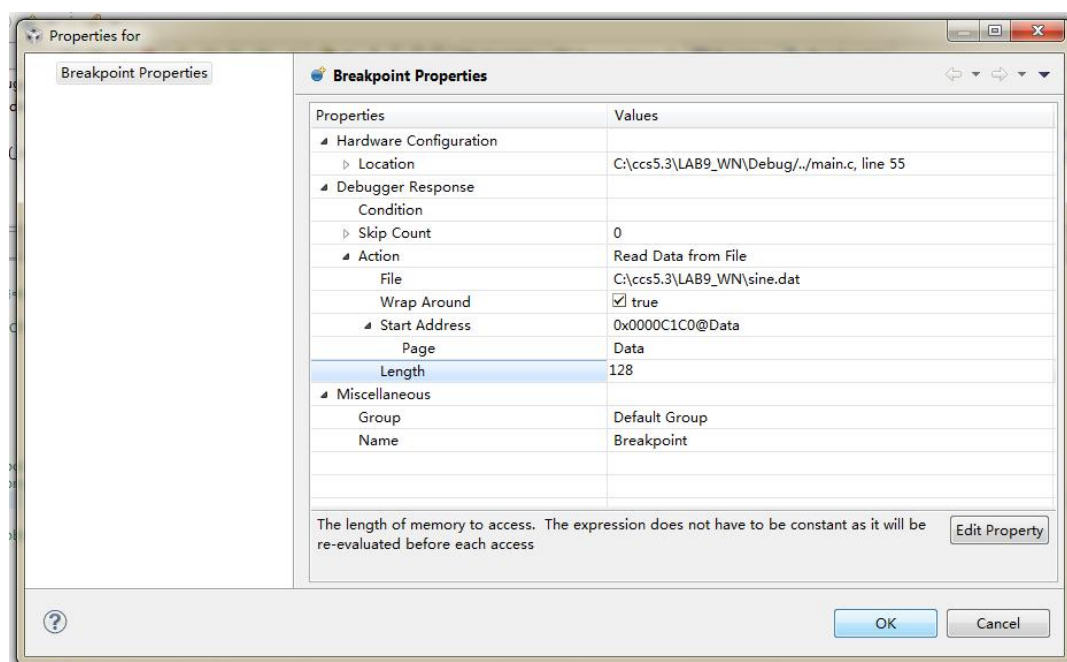 Properties for
Breakpoint Properties
Breakpoint Properties
Properties Values
Hardware Configuration
Location C:\ccs5.3\LAB9_WN\Debug/../main.c, line 55
Debugger Response
Condition
Skip Count 0
Action Read Data from File
File C:\ccs5.3\LAB9_WN\sine.dat
Wrap Around true
Start Address 0x0000C1C0@Data
Page Data
Length 128
Miscellaneous
Group Default Group
Name Breakpoint
The length of memory to access. The expression does not have to be constant as it will be
re-evaluated before each access
Edit Property
OK Cancel